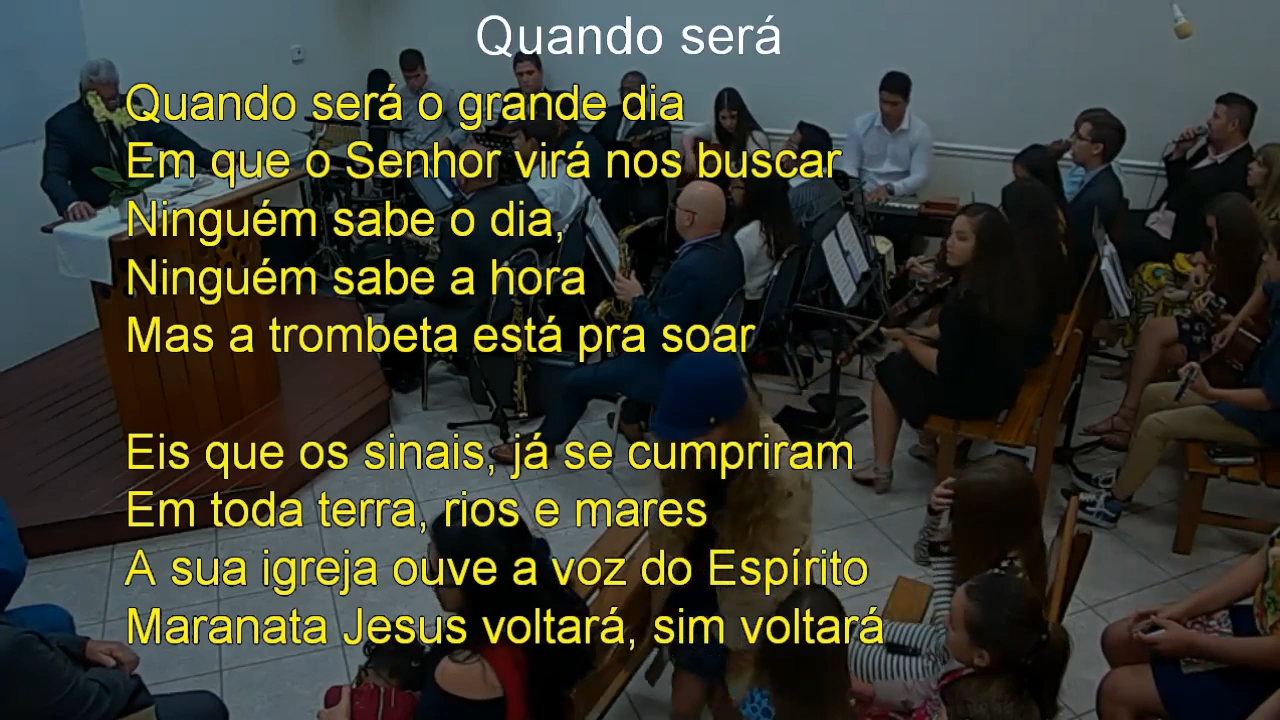 Quando será
Quando será o grande dia
Em que o Senhor virá nos buscar
Ninguém sabe o dia,
Ninguém sabe a hora
Mas a trombeta está pra soar
Eis que os sinais, já se cumpriram
Em toda terra, rios e mares
A sua igreja ouve a voz do Espírito
Maranata Jesus voltará, sim voltará